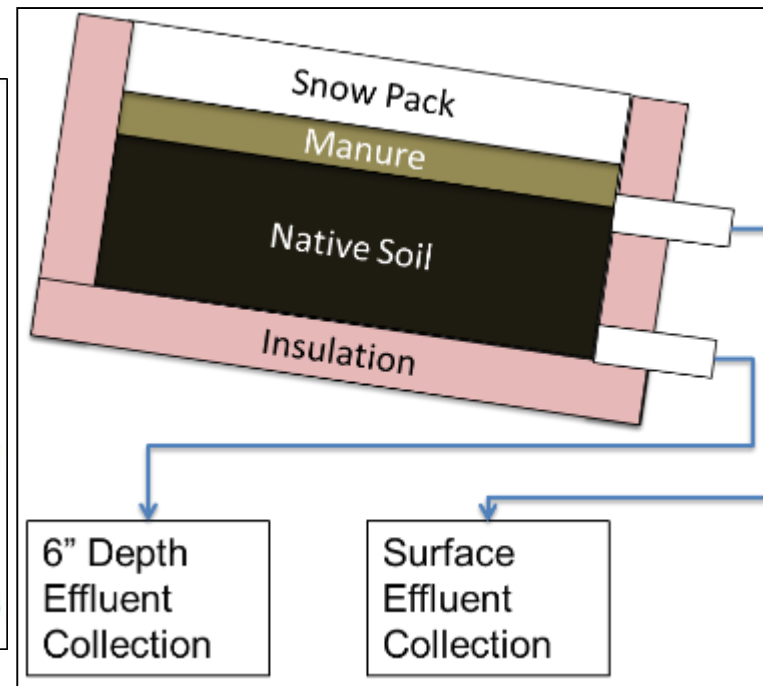 Snow Pack
Manure
Native Soil
Insulation
6” Depth
Effluent
Collection
Surface
Effluent
Collection